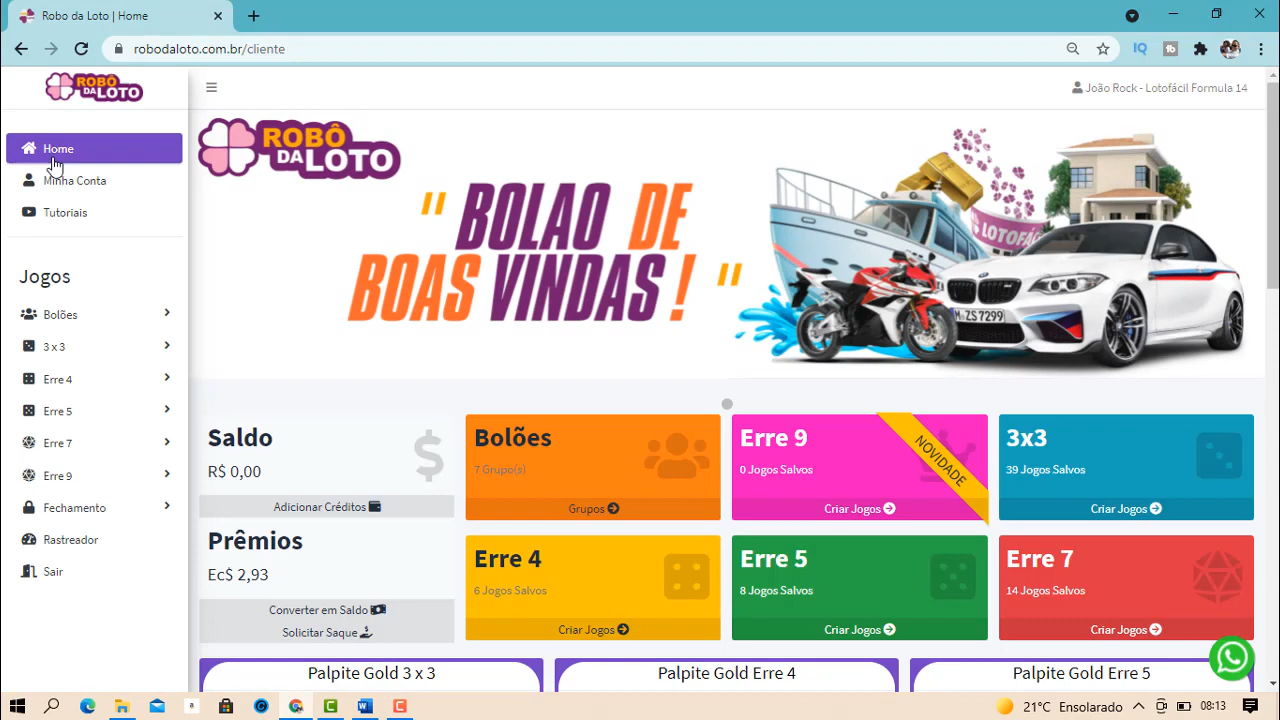 Robo da Loto | Home
robodaloto.com.br/cliente
ROBÔ
DA LOTO
João Rock - Lotofácil Formula 14
Home
Minha Conta
Tutoriais
Jogos
Bolões
3 x 3
Erre 4
Erre 5
Erre 7
Erre 9
Fechamento
Rastreador
Sair
ROBÔ
DA LOTO
" BOLAO DE
BOAS VINDAS ! "
LOTOFÁC
M ZS 7299
Saldo
R$ 0,00
Adicionar Créditos
Bolões
7 Grupo(s)
Grupos
Erre 9
0 Jogos Salvos
NOVIDADE
Criar Jogos
3x3
39 Jogos Salvos
Criar Jogos
Prêmios
Ec$ 2,93
Converter em Saldo
Solicitar Saque
Erre 4
6 Jogos Salvos
Criar Jogos
Erre 5
8 Jogos Salvos
Criar Jogos
Erre 7
14 Jogos Salvos
Criar Jogos
Palpite Gold 3 x 3
Palpite Gold Erre 4
Palpite Gold Erre 5
21°C Ensolarado
08:13